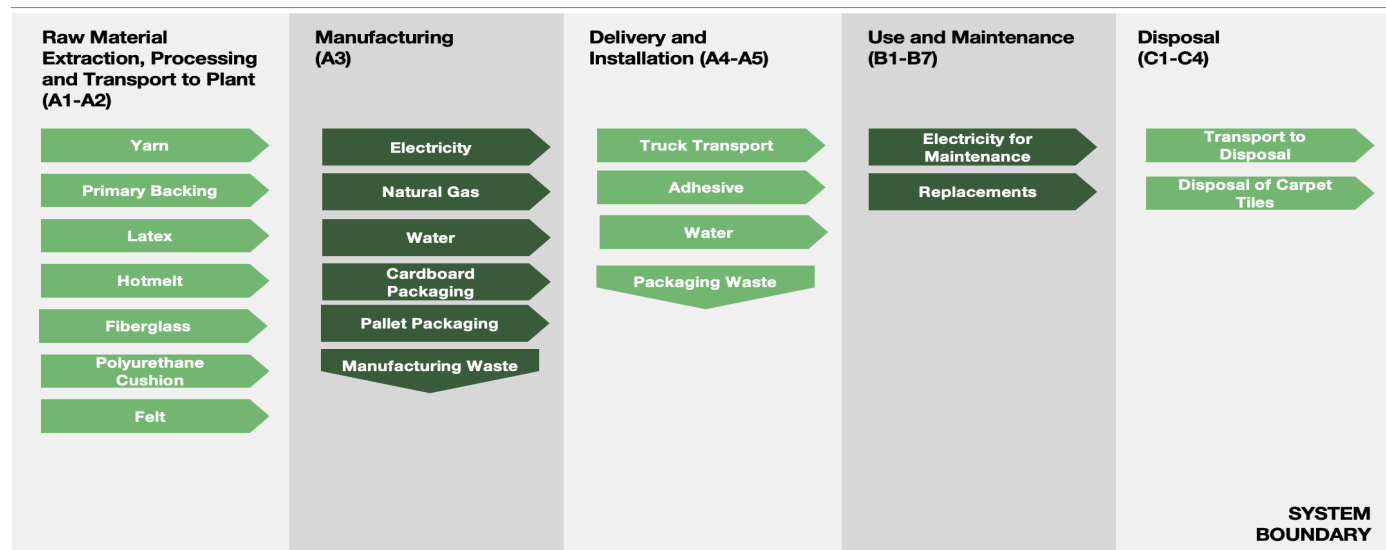 Raw Material
Extraction, Processing
and Transport to Plant
(A1-A2)
Yarn
Primary Backing
Latex
Hotmelt
Fiberglass
Polyurethane
Cushion
Felt
Manufacturing
(A3)
Electricity
Natural Gas
Water
Cardboard
Packaging
Pallet Packaging
Manufacturing Waste
Delivery and
Installation (A4-A5)
Truck Transport
Adhesive
Water
Packaging Waste
Use and Maintenance
(B1-B7)
Electricity for
Maintenance
Replacements
Disposal
(C1-C4)
Transport to
Disposal
Disposal of Carpet
Tiles
SYSTEM
BOUNDARY